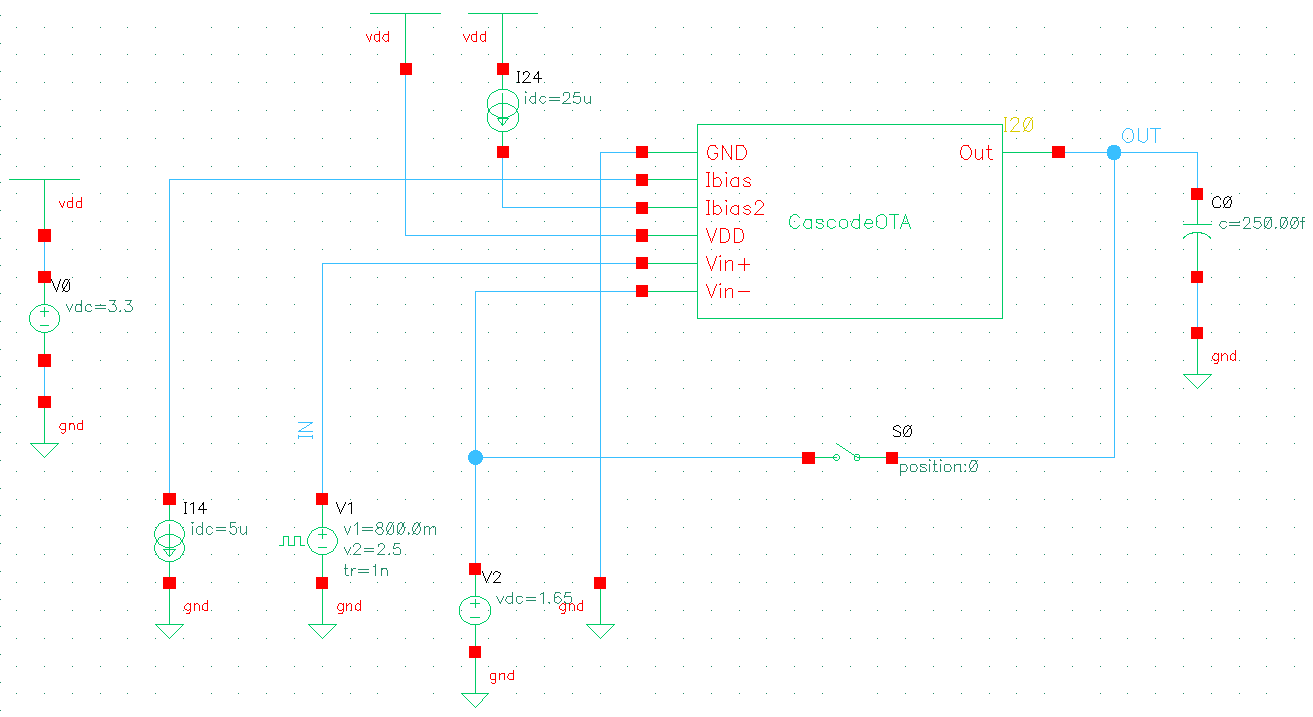 vdd
vdd
I24
idc=25u
I20
OUT
GND
Out
Ibias
vdd
Ibias2
C0
CascodeOTA
c=250.00f
VDD
Vin+
V0
vdc=3.3
Vin-
gnd
gnd
IN
S0
position:0
I14
idc=5u
V1
v1=800.0m
v2=2.5
tr=1n
V2
vdc=1.65
gnd
gnd
gnd
gnd